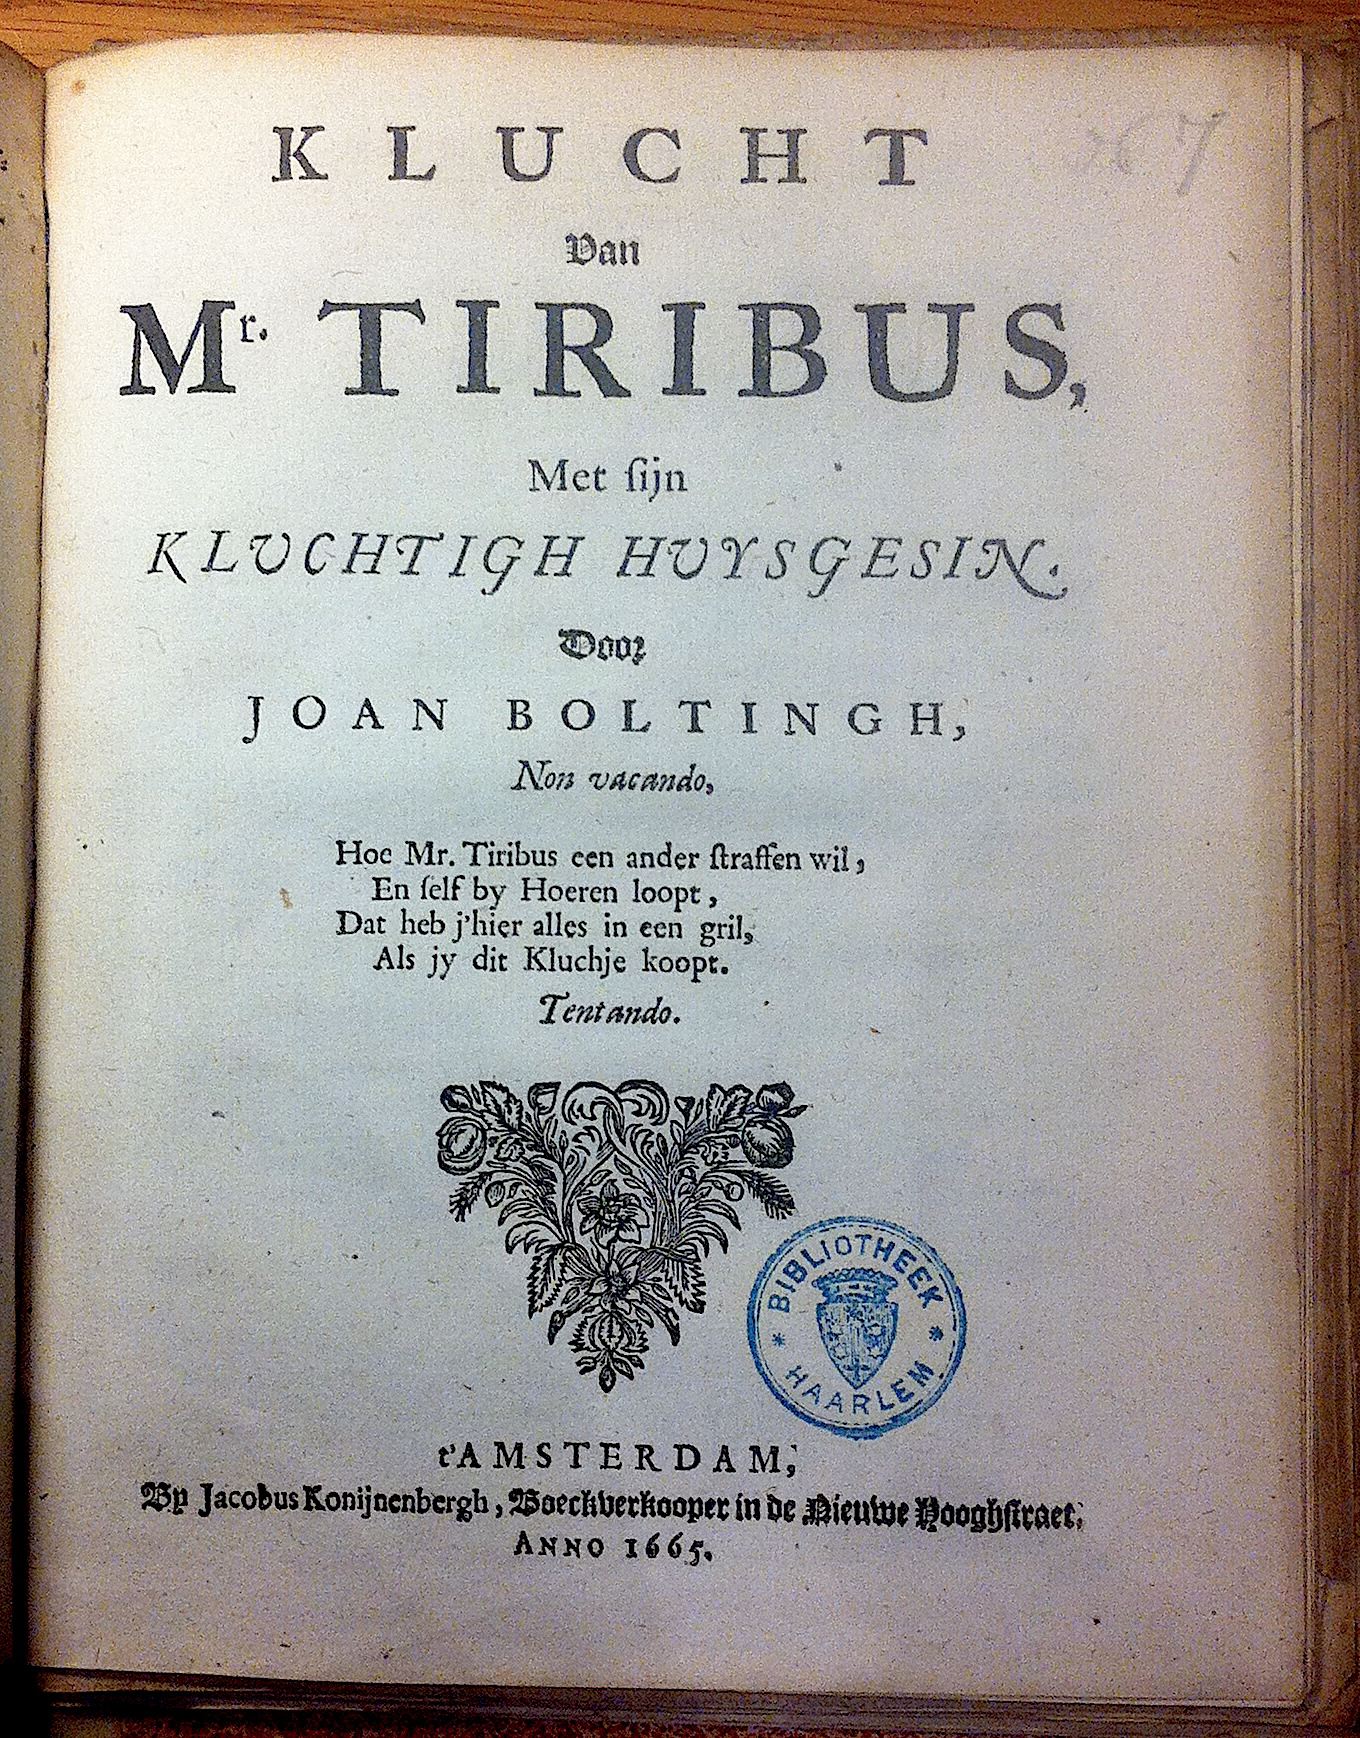 KLUCHT
Van
Mr. TIRIBUS,
Met ſijn
KLUCHTIGH HUYSGESIN.
Door
JOAN BOLTINGH,
Non vacando,
Hoe Mr. Tiribus een ander ſtraffen wil,
En ſelf by Hoeren loopt,
Dat heb j'hier alles in een gril,
Als jy dit Kluchje koopt.
Tentando.
BIBLIOTHEEK
* HAARLEM *
t'AMSTERDAM,
By Jacobus Konijnenbergh, Boeckverkooper in de Nieuwe Hooghſtraet.
ANNO 1665.